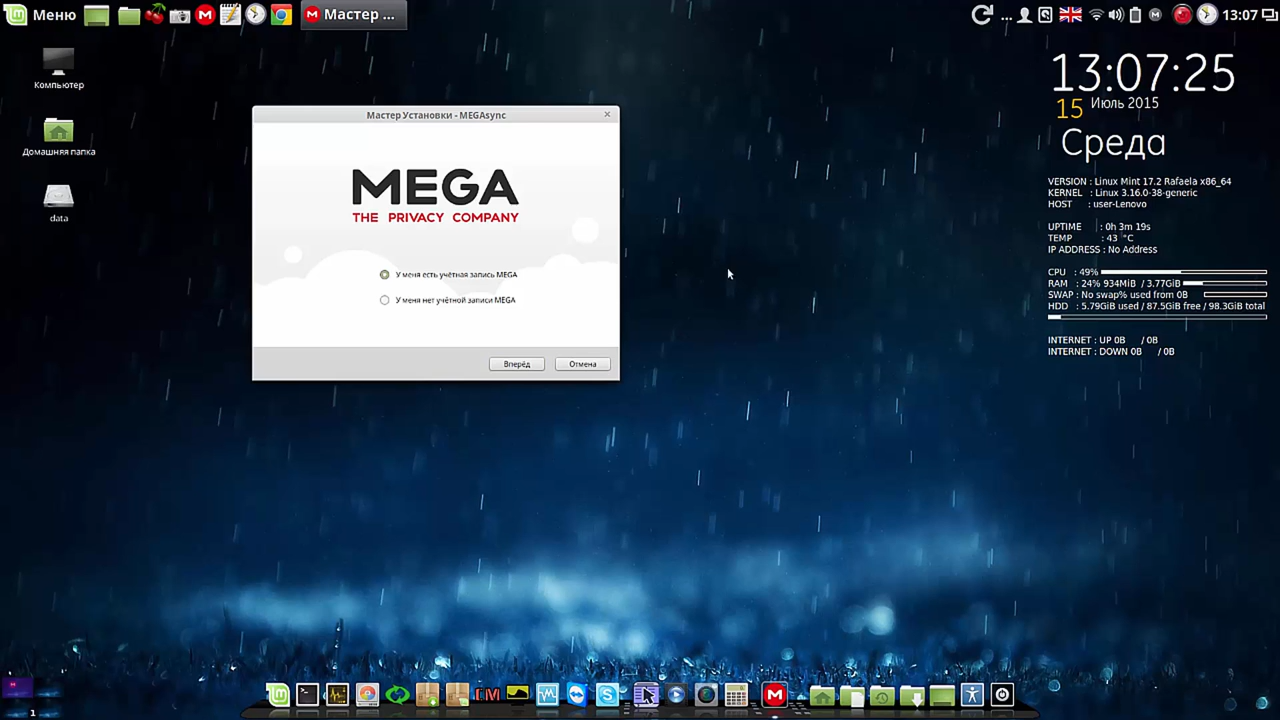 Меню
Мастер ...
...
13:07
Компьютер
Домашняя папка
data
Мастер Установки - MEGAsync
MEGA
THE PRIVACY COMPANY
У меня есть учётная запись MEGA
У меня нет учётной записи MEGA
Вперёд
Отмена
13:07:25
15 Июль 2015
Среда
VERSION : Linux Mint 17.2 Rafaela x86_64
KERNEL : Linux 3.16.0-38-generic
HOST : user-Lenovo
UPTIME : 0h 3m 19s
TEMP : 43 °C
IP ADDRESS : No Address
CPU : 49%
RAM : 24% 934MiB / 3.77GiB
SWAP : No swap% used from 0B
HDD : 5.79GiB used / 87.5GiB free / 98.3GiB total
INTERNET : UP 0B / 0B
INTERNET : DOWN 0B / 0B
1